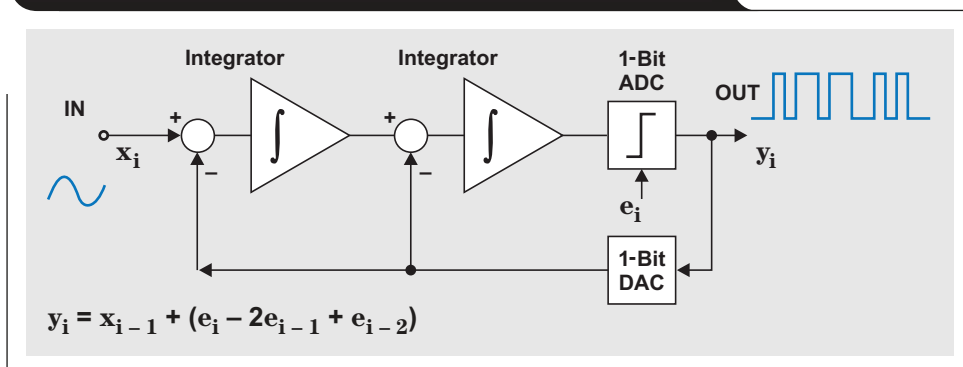 Integrator
Integrator
1-Bit
ADC
IN
OUT
+
+
∫
∫
xᵢ
yᵢ
–
–
eᵢ
1-Bit
DAC
yᵢ = xᵢ₋₁ + (eᵢ – 2eᵢ₋₁ + eᵢ₋₂)